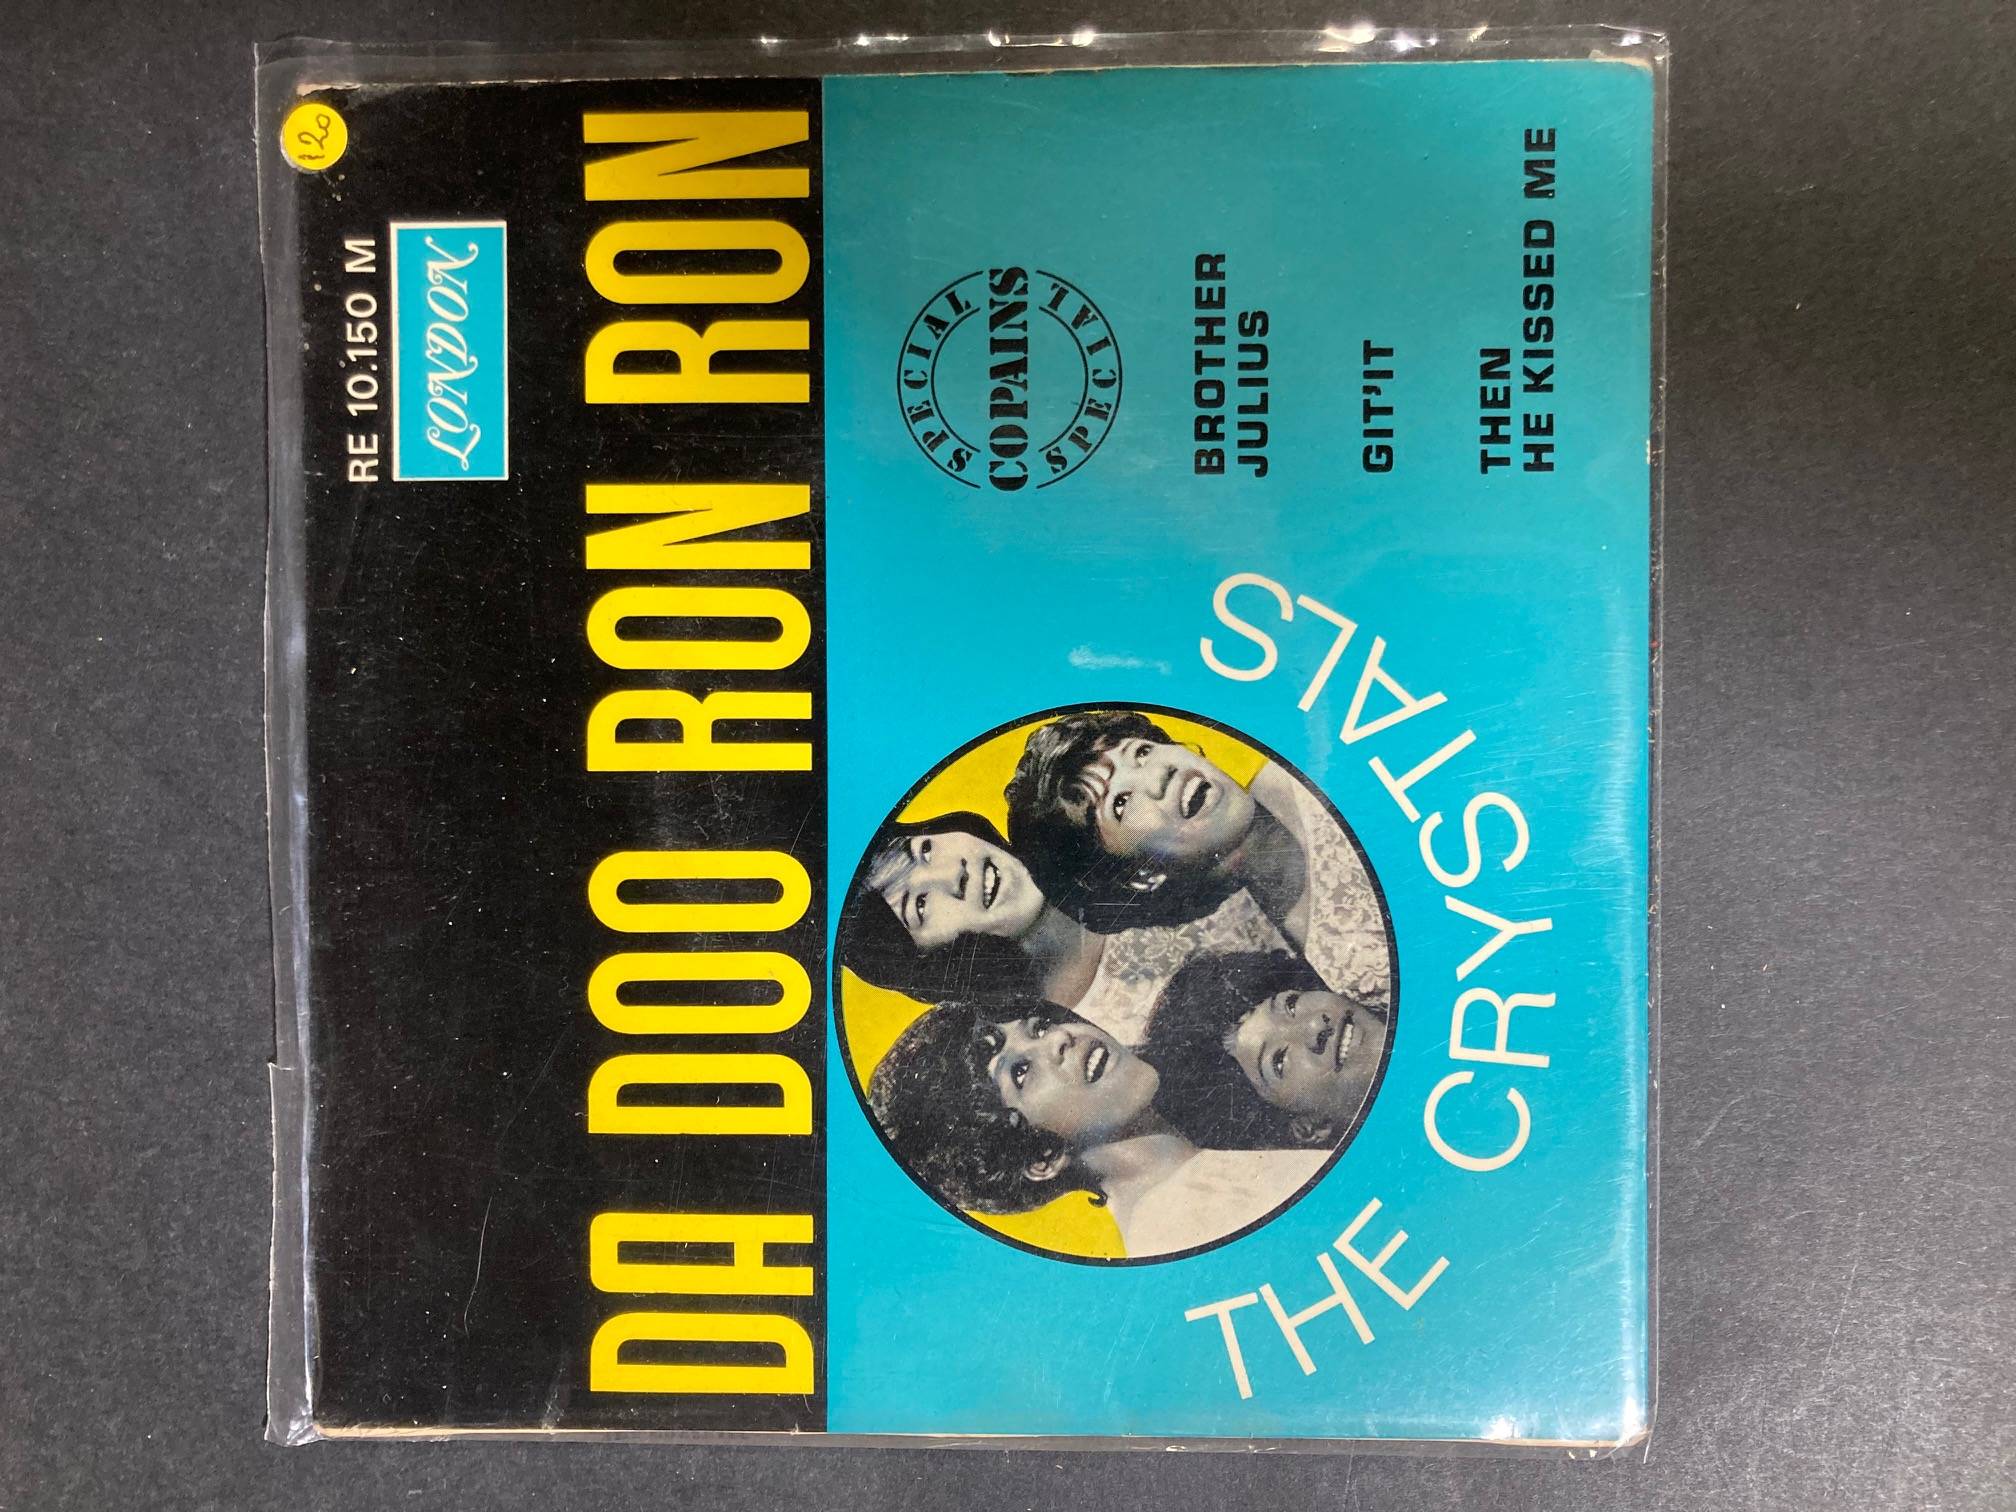 120
RE 10.150 M
LONDON
DA DOO RON RON
SPECIAL
COPAINS
SPECIAL
BROTHER
JULIUS
GIT'IT
THEN
HE KISSED ME
THE CRYSTALS